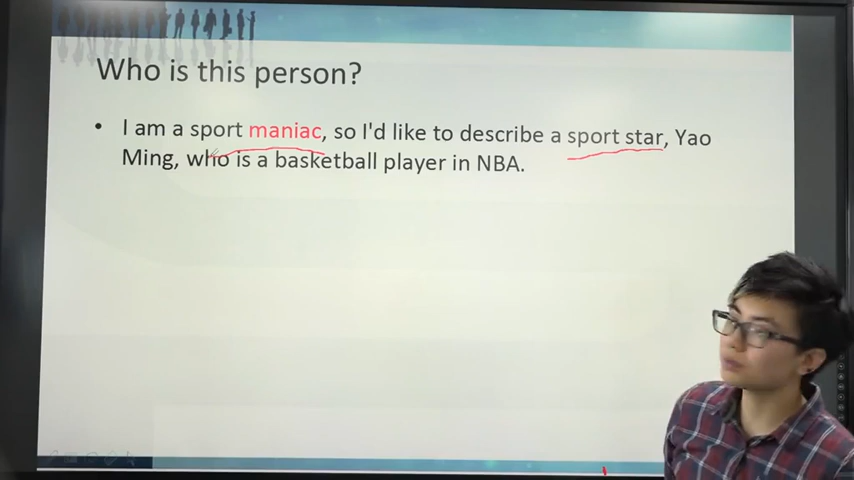 Who is this person?
• I am a sport maniac, so I'd like to describe a sport star, Yao
Ming, who is a basketball player in NBA.